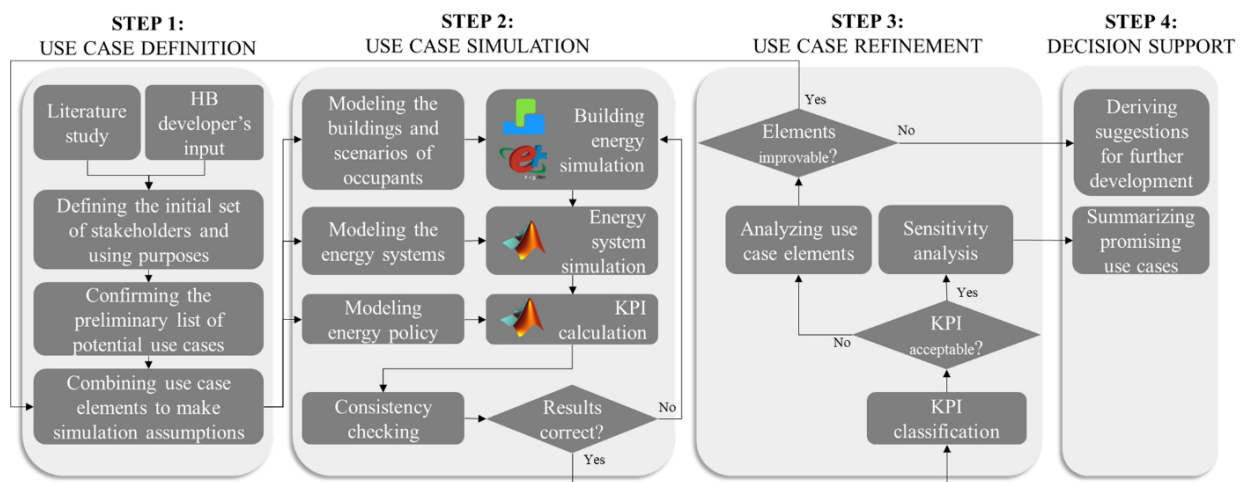 STEP 1:
USE CASE DEFINITION
Literature
study
HB
developer's
input
Defining the initial set
of stakeholders and
using purposes
Confirming the
preliminary list of
potential use cases
Combining use case
elements to make
simulation assumptions
STEP 2:
USE CASE SIMULATION
Modeling the
buildings and
scenarios of
occupants
Building
energy
simulation
Modeling the
energy systems
Energy
system
simulation
Modeling
energy policy
KPI
calculation
Consistency
checking
Results
correct?
No
Yes
STEP 3:
USE CASE REFINEMENT
Yes
Elements
improvable?
No
Analyzing use
case elements
Sensitivity
analysis
Yes
No
KPI
acceptable?
KPI
classification
STEP 4:
DECISION SUPPORT
Deriving
suggestions
for further
development
Summarizing
promising
use cases